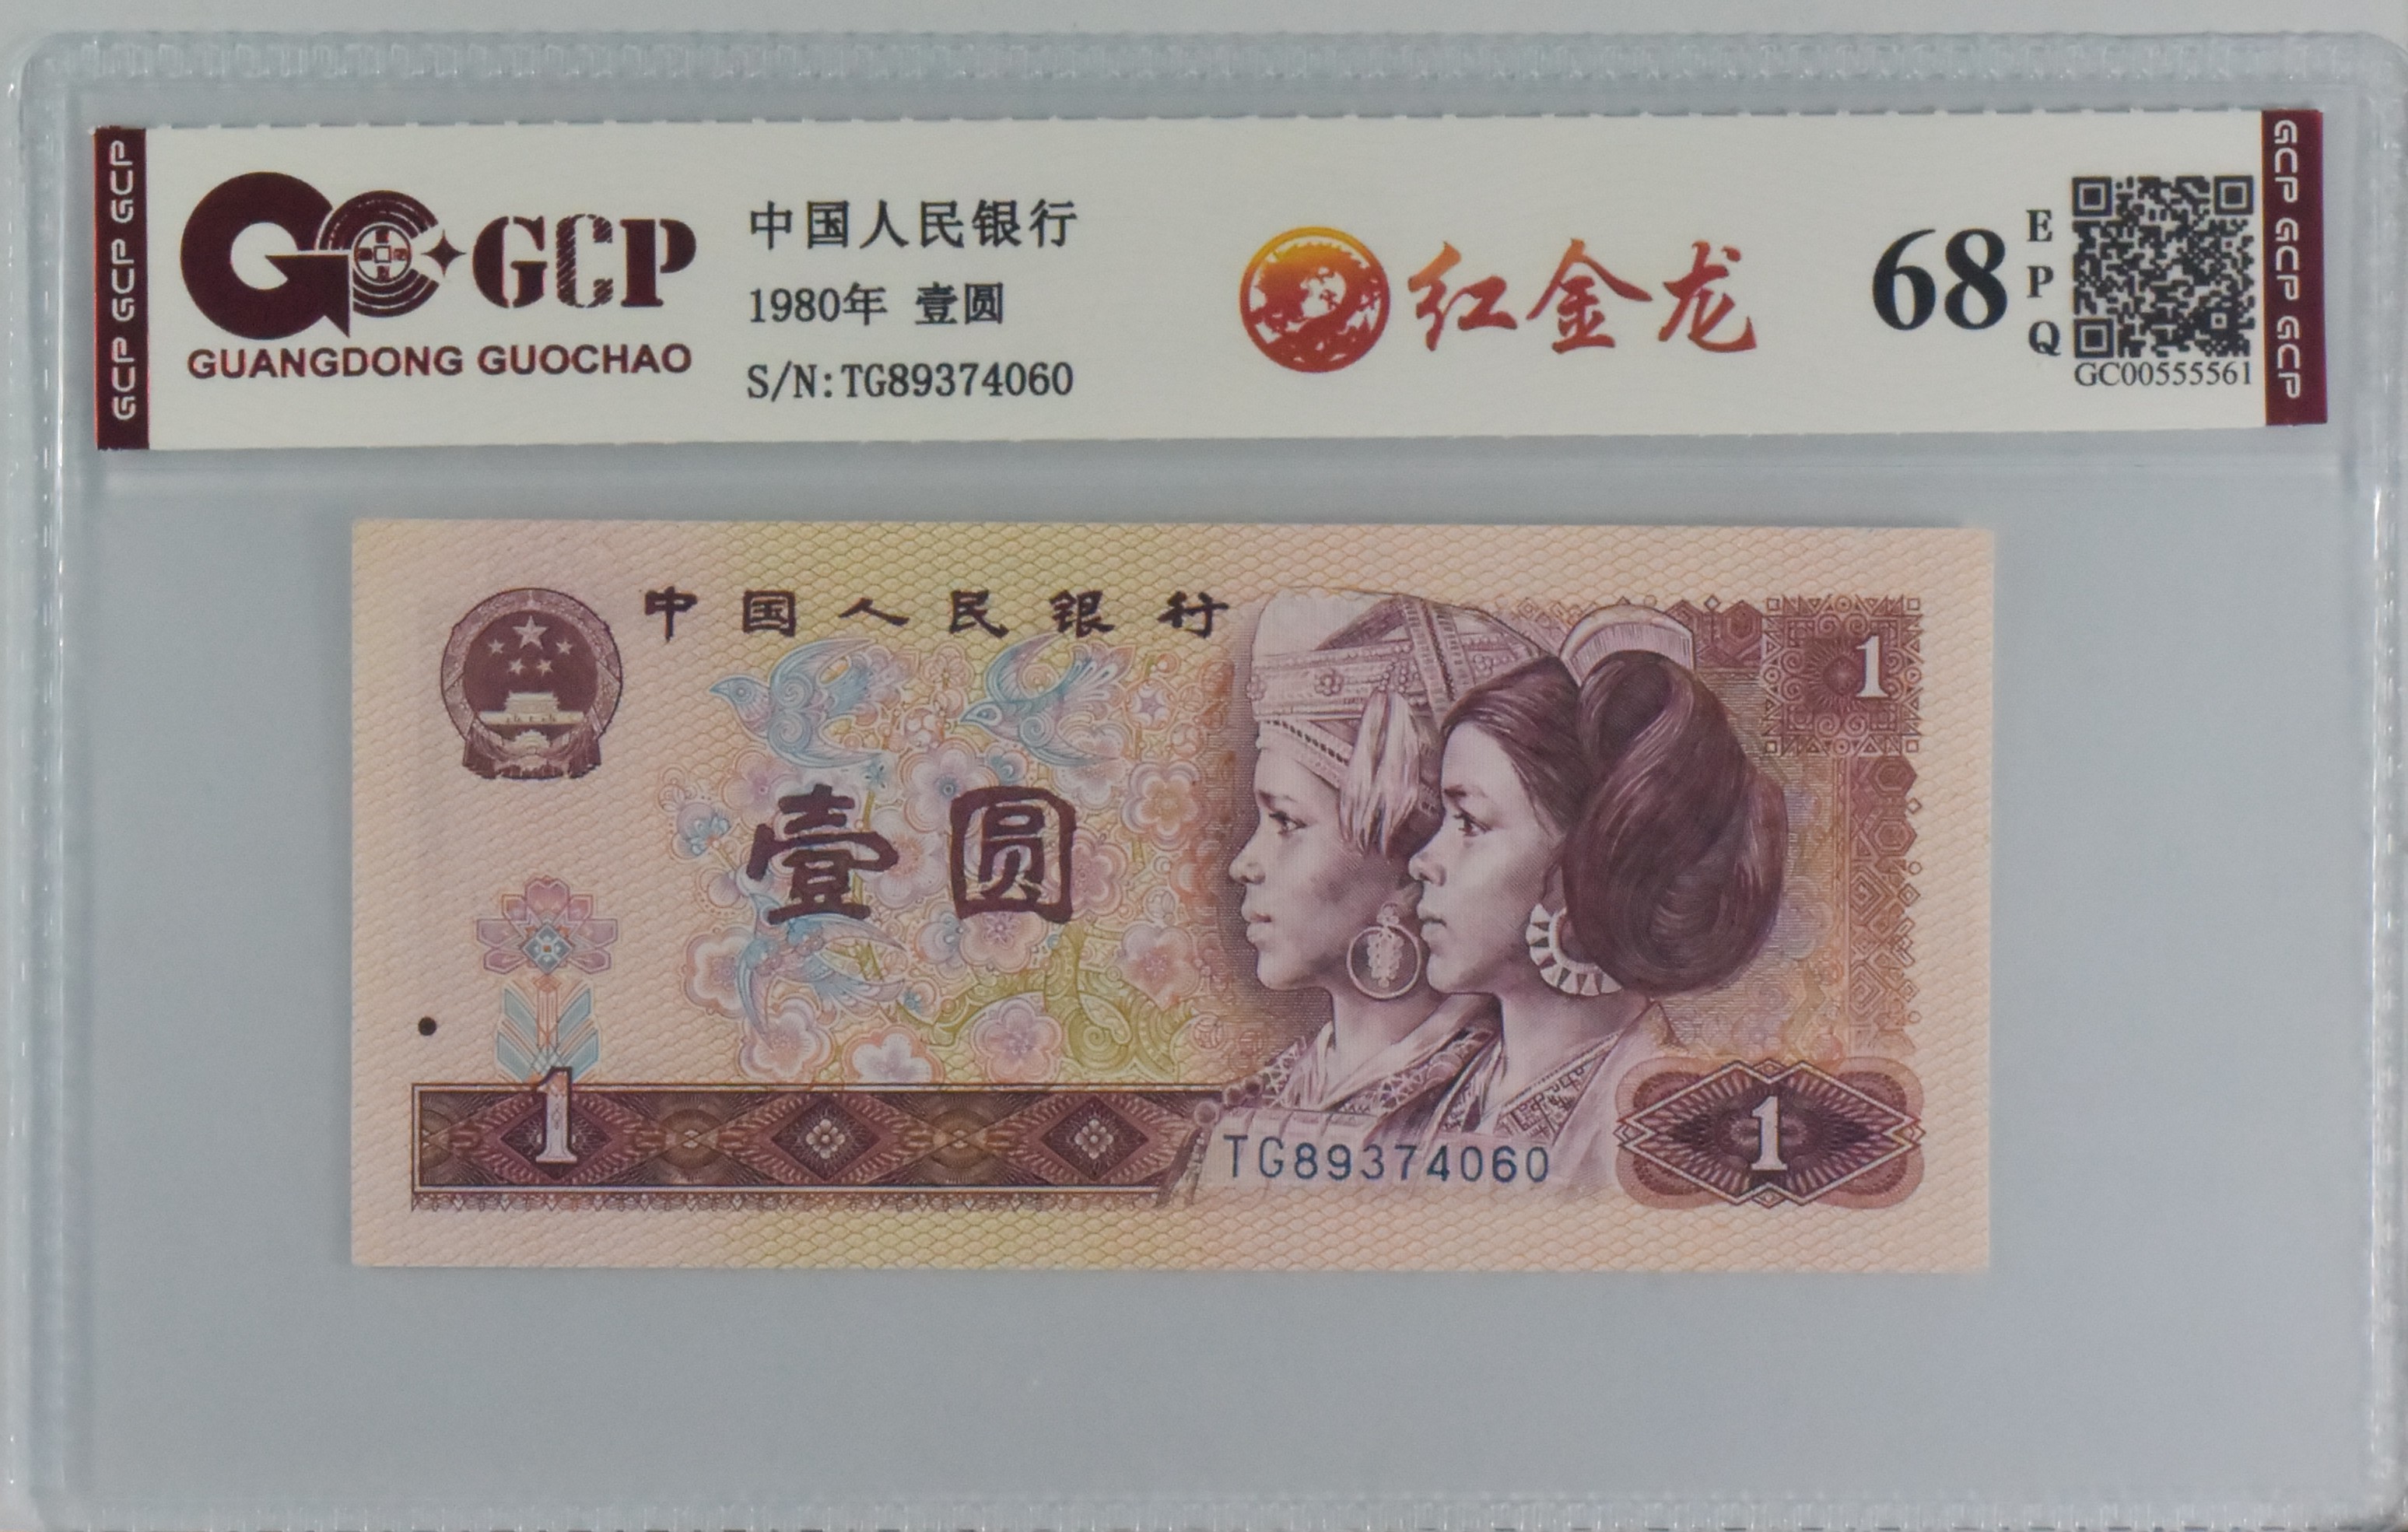 GCP GCP GCP
GCP
GUANGDONG GUOCHAO
中国人民银行
1980年 壹圆
S/N:TG89374060
红金龙
68
EPQ
GC00555561
GCP GCP GCP
中国人民银行
1
壹圆
1
TG89374060
1